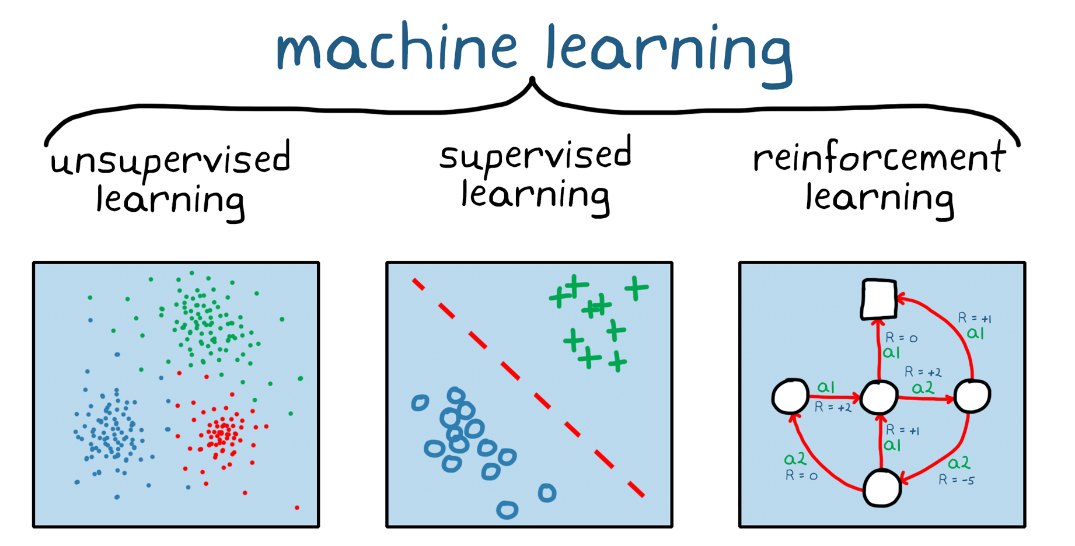 machine learning
unsupervised
learning
supervised
learning
reinforcement
learning
R = +1
a1
R = 0
a1
R = +2
a2
a1
R = +2
R = +1
a1
a2
R = 0
a2
R = -5